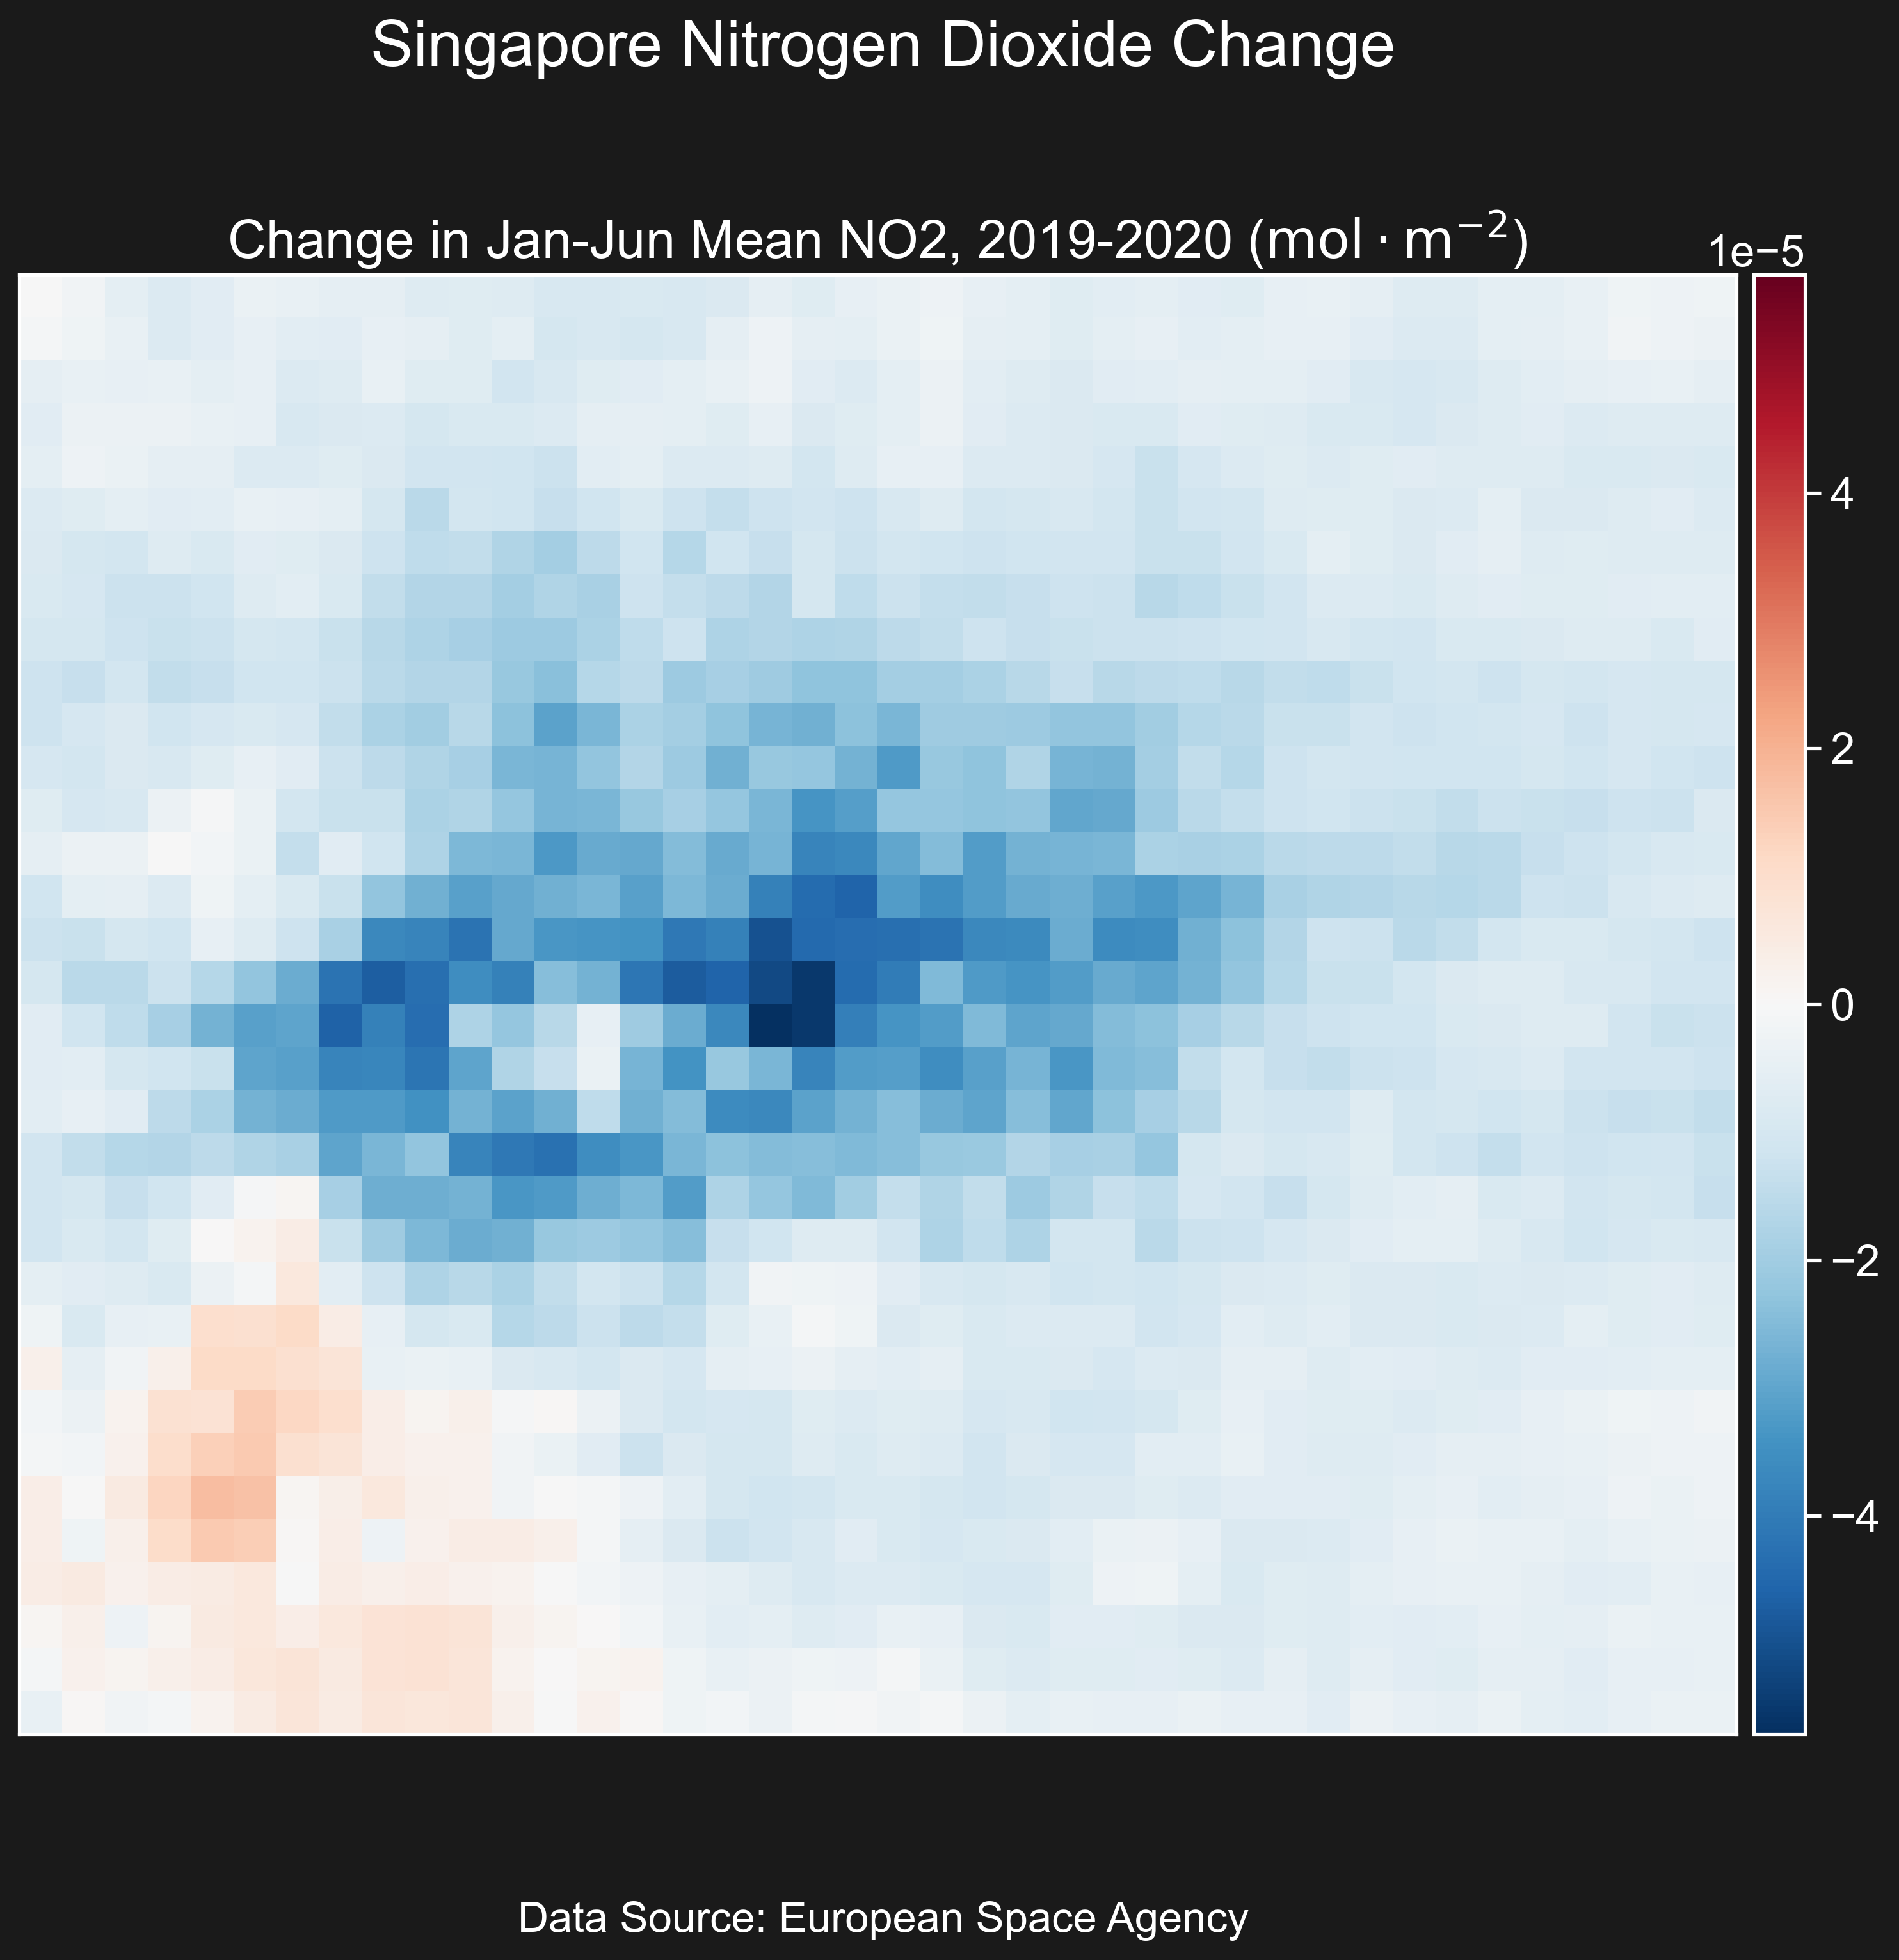 Singapore Nitrogen Dioxide Change
Change in Jan-Jun Mean NO2, 2019-2020 (mol · m⁻²)
1e−5
4
2
0
−2
−4
Data Source: European Space Agency